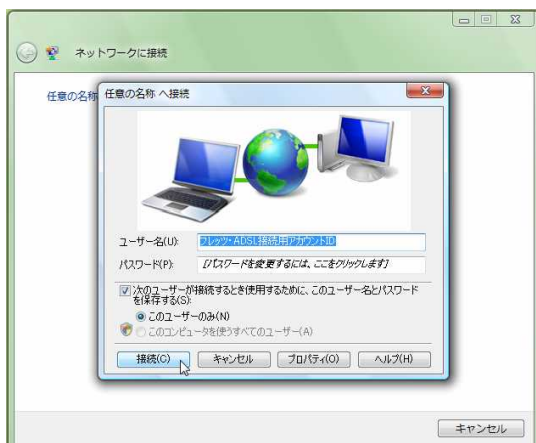 ネットワークに接続
任意の名称
任意の名称 へ接続
ユーザー名(U):
フレッツ・ADSL接続用アカウントID
パスワード(P):
[パスワードを変更するには、ここをクリックします]
次のユーザーが接続するとき使用するために、このユーザー名とパスワード
を保存する(S):
このユーザーのみ(N)
このコンピュータを使うすべてのユーザー(A)
接続(C)
キャンセル
プロパティ(O)
ヘルプ(H)
キャンセル